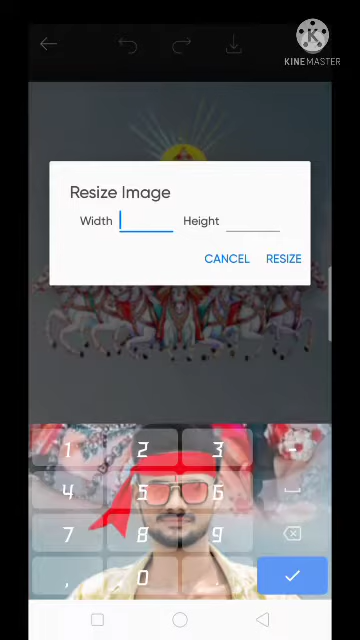 K
KINEMASTER
Resize Image
Width Height
CANCEL RESIZE
1 2 3 -
4 5 6
7 8 9
, 0 .